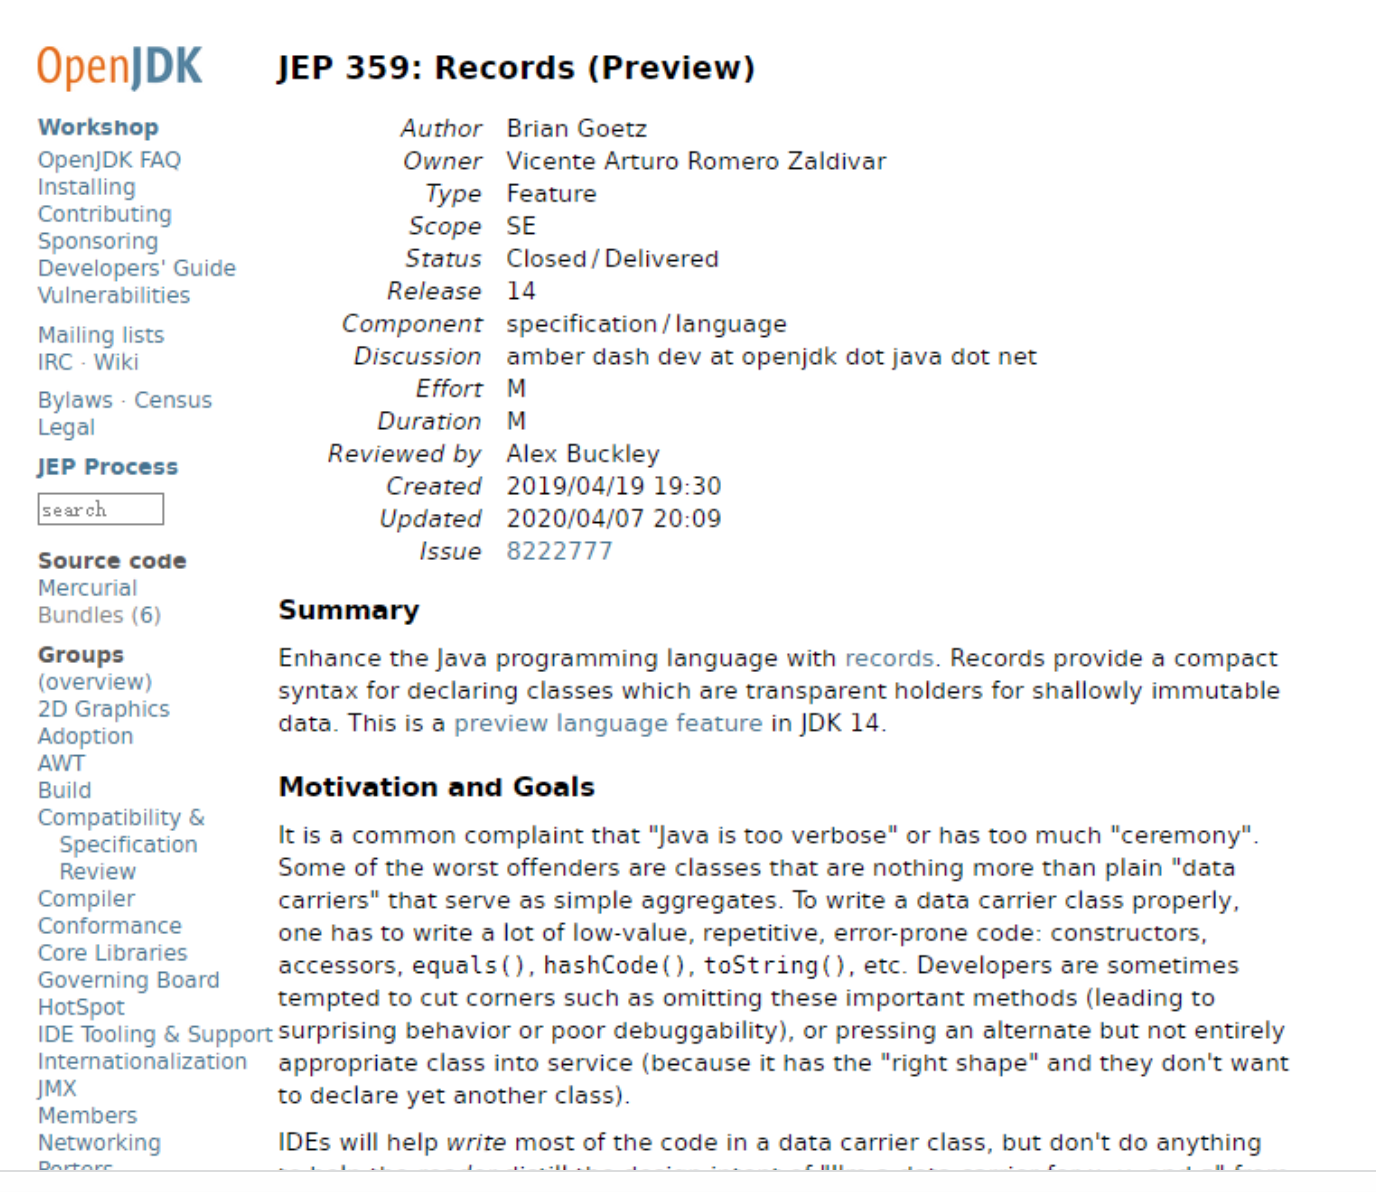 OpenJDK
Workshop
OpenJDK FAQ
Installing
Contributing
Sponsoring
Developers' Guide
Vulnerabilities
Mailing lists
IRC · Wiki
Bylaws · Census
Legal
JEP Process
search
Source code
Mercurial
Bundles (6)
Groups
(overview)
2D Graphics
Adoption
AWT
Build
Compatibility &
Specification
Review
Compiler
Conformance
Core Libraries
Governing Board
HotSpot
IDE Tooling & Support
Internationalization
JMX
Members
Networking
JEP 359: Records (Preview)
Author Brian Goetz
Owner Vicente Arturo Romero Zaldivar
Type Feature
Scope SE
Status Closed / Delivered
Release 14
Component specification / language
Discussion amber dash dev at openjdk dot java dot net
Effort M
Duration M
Reviewed by Alex Buckley
Created 2019/04/19 19:30
Updated 2020/04/07 20:09
Issue 8222777
Summary
Enhance the Java programming language with records. Records provide a compact
syntax for declaring classes which are transparent holders for shallowly immutable
data. This is a preview language feature in JDK 14.
Motivation and Goals
It is a common complaint that "Java is too verbose" or has too much "ceremony".
Some of the worst offenders are classes that are nothing more than plain "data
carriers" that serve as simple aggregates. To write a data carrier class properly,
one has to write a lot of low-value, repetitive, error-prone code: constructors,
accessors, equals(), hashCode(), toString(), etc. Developers are sometimes
tempted to cut corners such as omitting these important methods (leading to
surprising behavior or poor debuggability), or pressing an alternate but not entirely
appropriate class into service (because it has the "right shape" and they don't want
to declare yet another class).
IDEs will help write most of the code in a data carrier class, but don't do anything